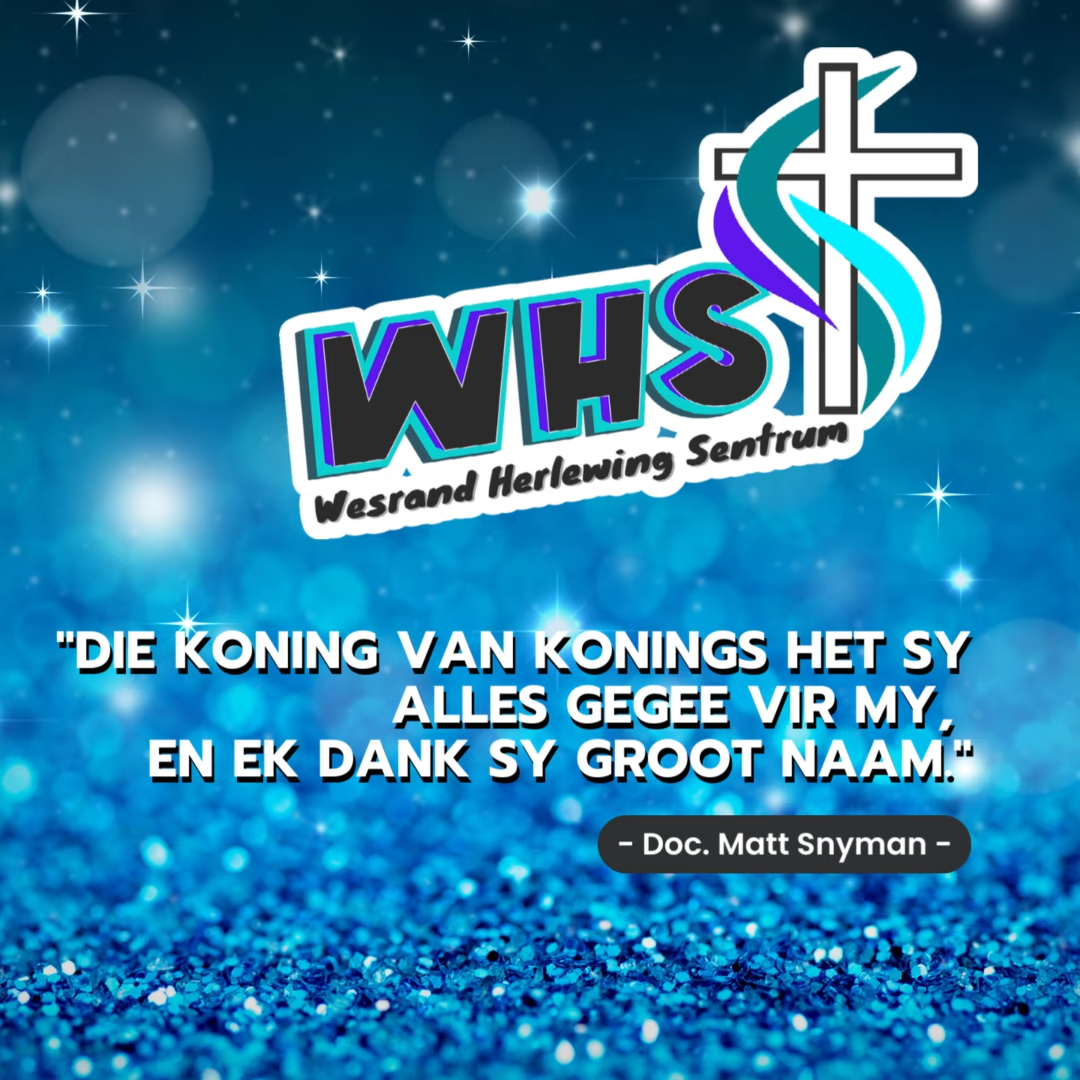 WHS
Wesrand Herlewing Sentrum
"DIE KONING VAN KONINGS HET SY
ALLES GEGEE VIR MY,
EN EK DANK SY GROOT NAAM."
- Doc. Matt Snyman -